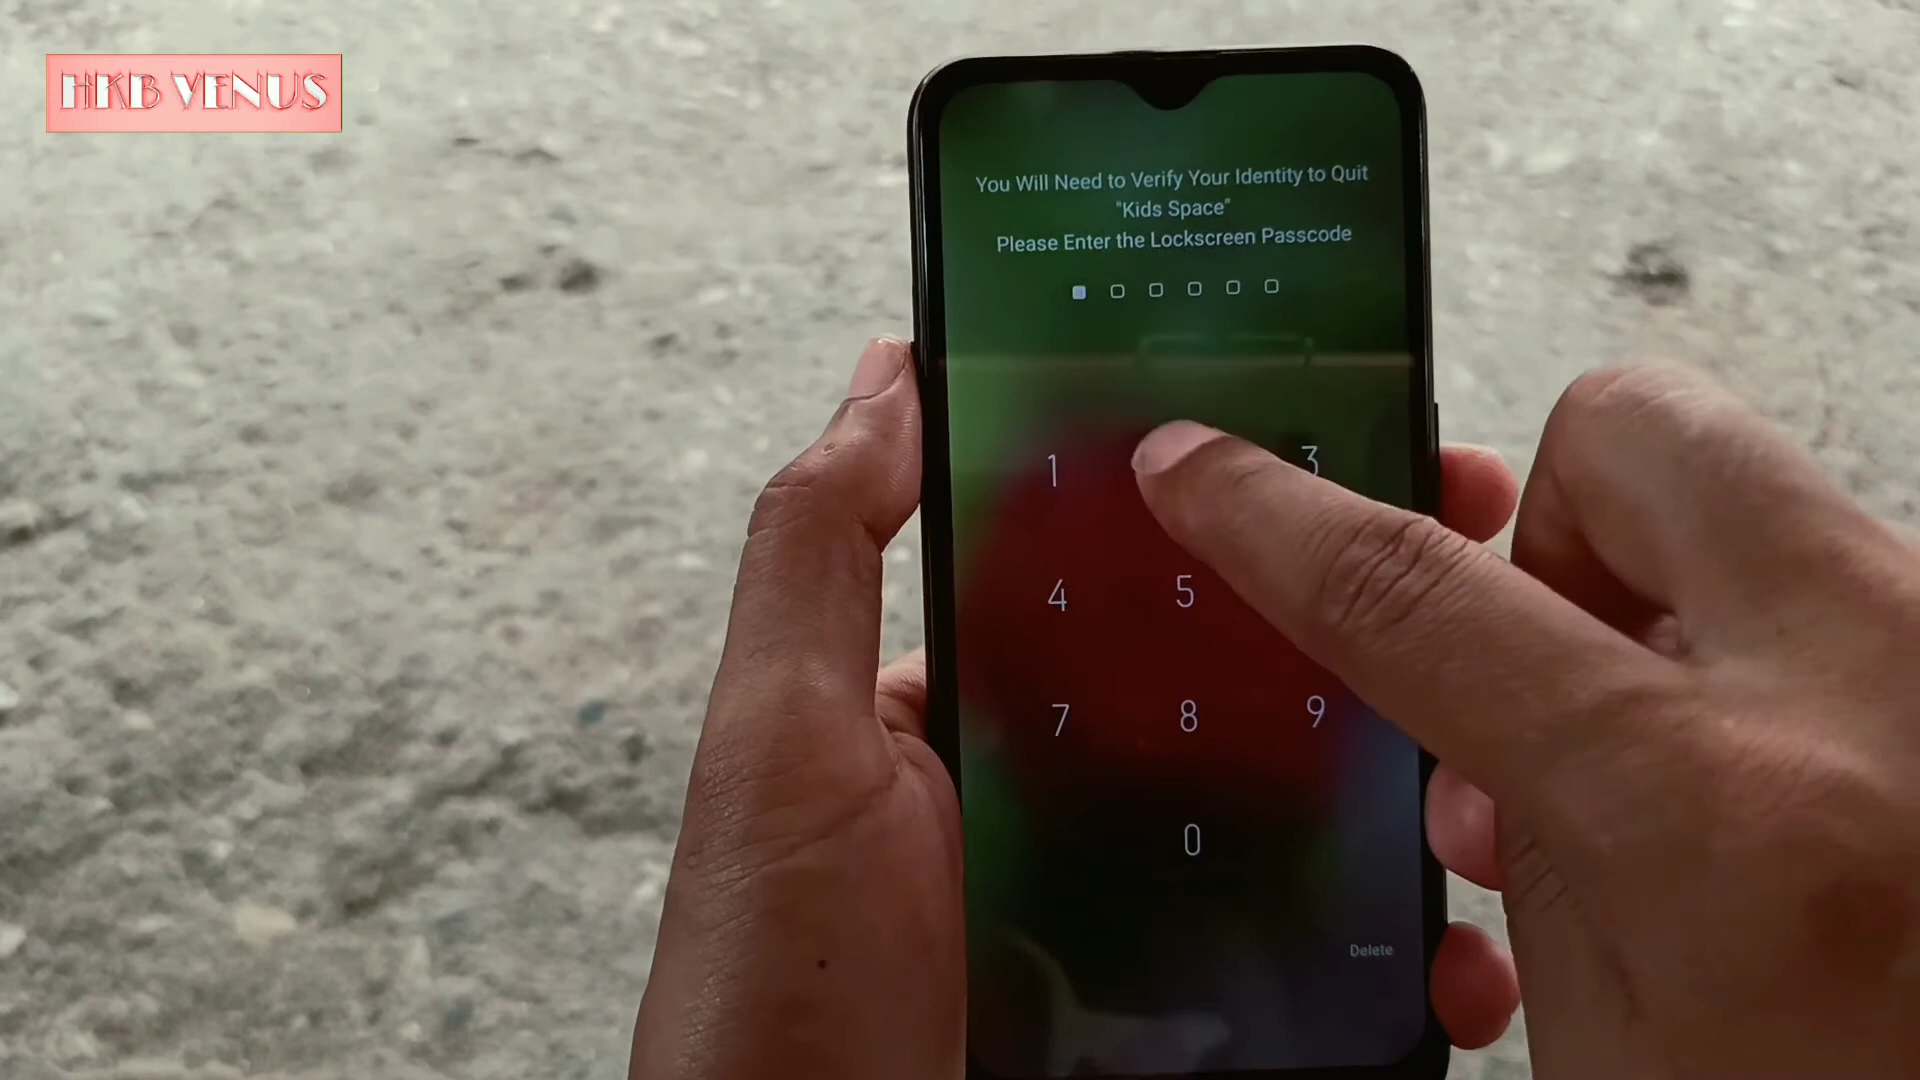 HKB VENUS
You Will Need to Verify Your Identity to Quit
"Kids Space"
Please Enter the Lockscreen Passcode
1 3
4 5
7 8 9
0
Delete